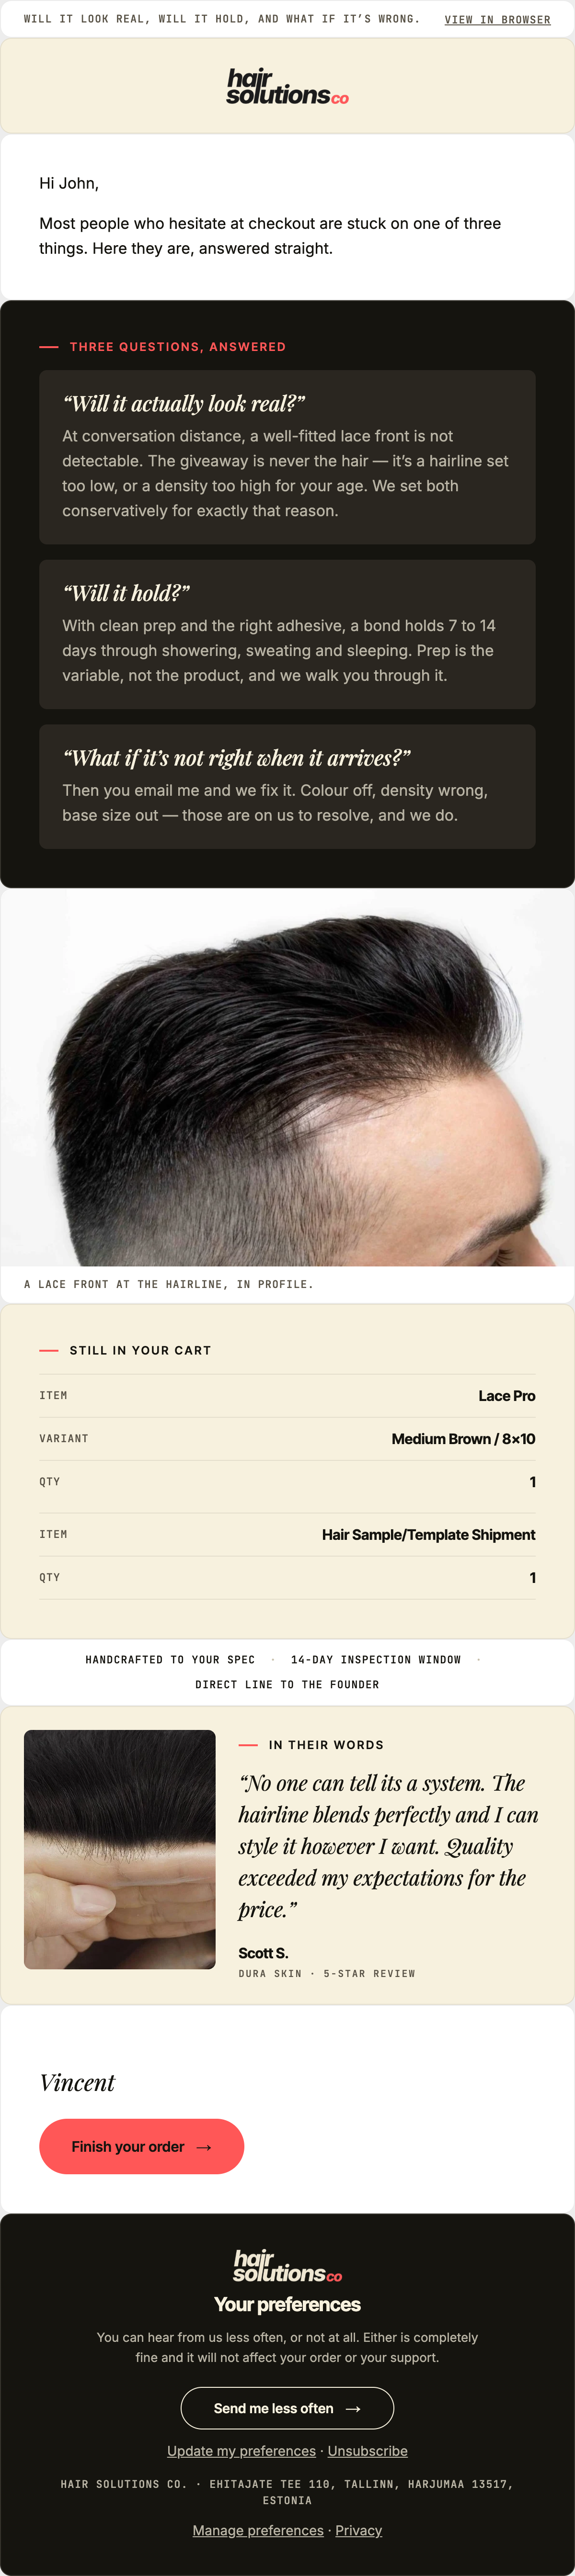 WILL IT LOOK REAL, WILL IT HOLD, AND WHAT IF IT’S WRONG.
VIEW IN BROWSER
hair
solutions co
Hi John,
Most people who hesitate at checkout are stuck on one of three
things. Here they are, answered straight.
THREE QUESTIONS, ANSWERED
“Will it actually look real?”
At conversation distance, a well-fitted lace front is not
detectable. The giveaway is never the hair — it’s a hairline set
too low, or a density too high for your age. We set both
conservatively for exactly that reason.
“Will it hold?”
With clean prep and the right adhesive, a bond holds 7 to 14
days through showering, sweating and sleeping. Prep is the
variable, not the product, and we walk you through it.
“What if it’s not right when it arrives?”
Then you email me and we fix it. Colour off, density wrong,
base size out — those are on us to resolve, and we do.
A LACE FRONT AT THE HAIRLINE, IN PROFILE.
STILL IN YOUR CART
ITEM Lace Pro
VARIANT Medium Brown / 8×10
QTY 1
ITEM Hair Sample/Template Shipment
QTY 1
HANDCRAFTED TO YOUR SPEC · 14-DAY INSPECTION WINDOW ·
DIRECT LINE TO THE FOUNDER
IN THEIR WORDS
“No one can tell its a system. The
hairline blends perfectly and I can
style it however I want. Quality
exceeded my expectations for the
price.”
Scott S.
DURA SKIN · 5-STAR REVIEW
Vincent
Finish your order →
hair
solutions co
Your preferences
You can hear from us less often, or not at all. Either is completely
fine and it will not affect your order or your support.
Send me less often →
Update my preferences · Unsubscribe
HAIR SOLUTIONS CO. · EHITAJATE TEE 110, TALLINN, HARJUMAA 13517,
ESTONIA
Manage preferences · Privacy